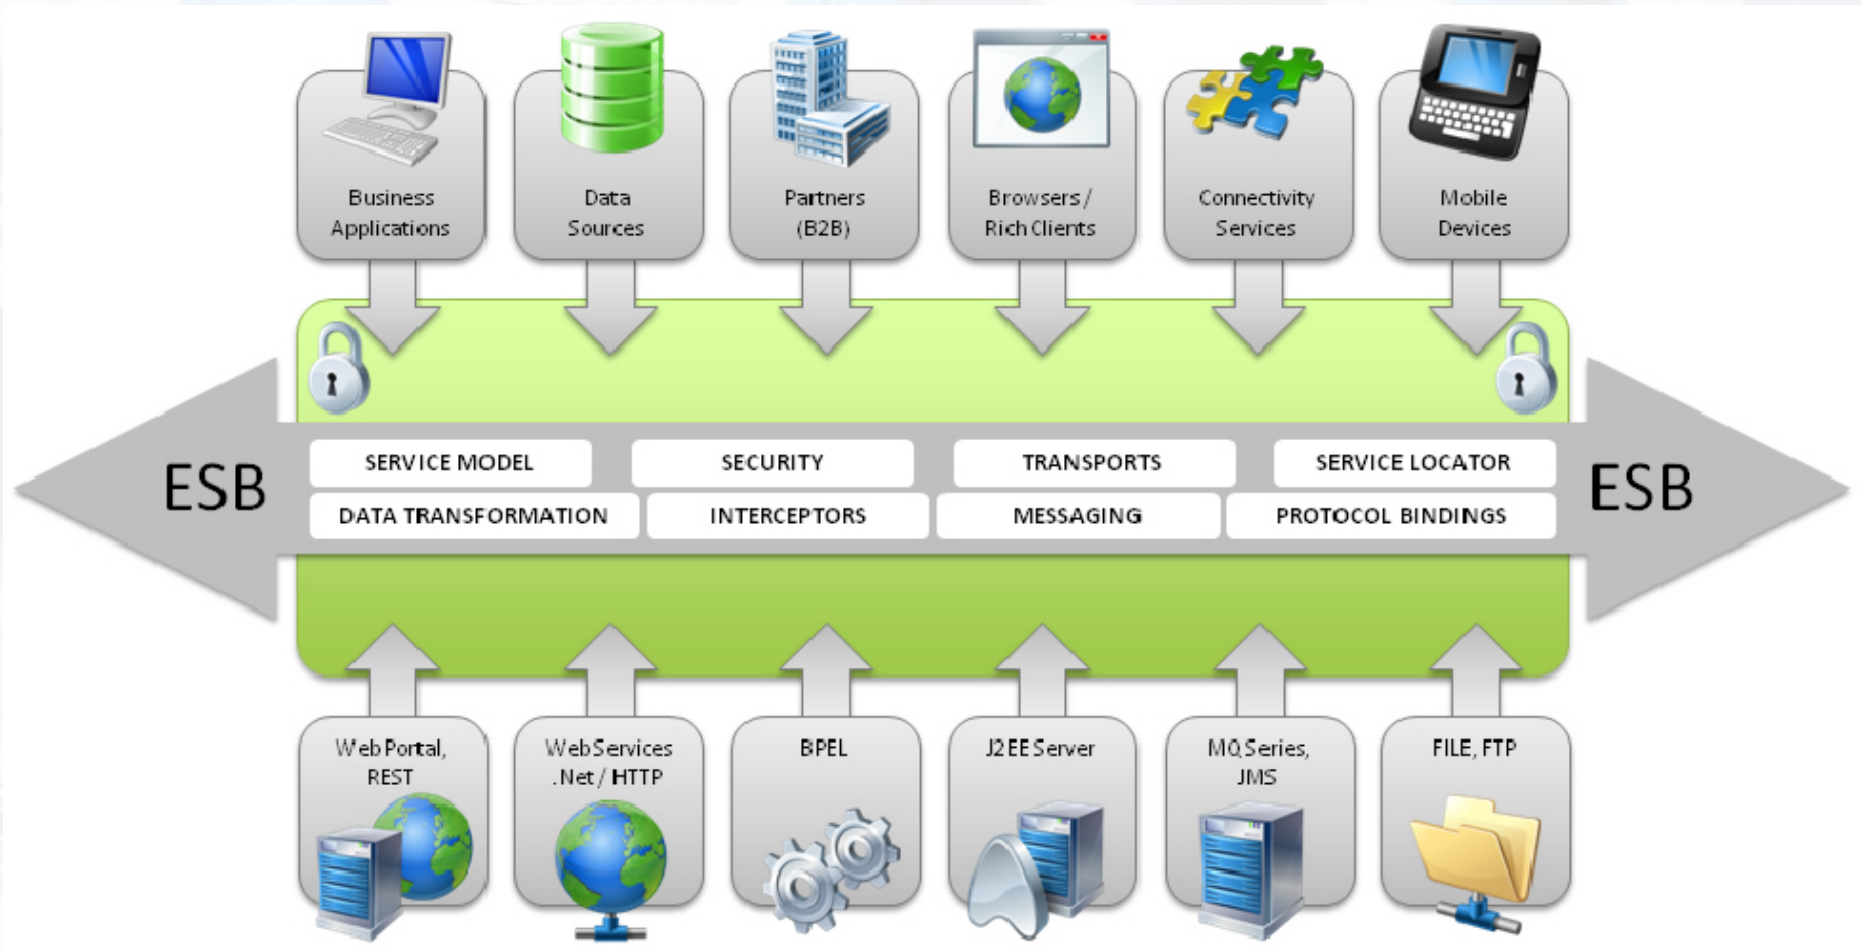 Business
Applications
Data
Sources
Partners
(B2B)
Browsers /
Rich Clients
Connectivity
Services
Mobile
Devices
ESB
SERVICE MODEL
SECURITY
TRANSPORTS
SERVICE LOCATOR
DATA TRANSFORMATION
INTERCEPTORS
MESSAGING
PROTOCOL BINDINGS
ESB
Web Portal,
REST
Web Services
.Net / HTTP
BPEL
J2EE Server
MQ Series,
JMS
FILE, FTP